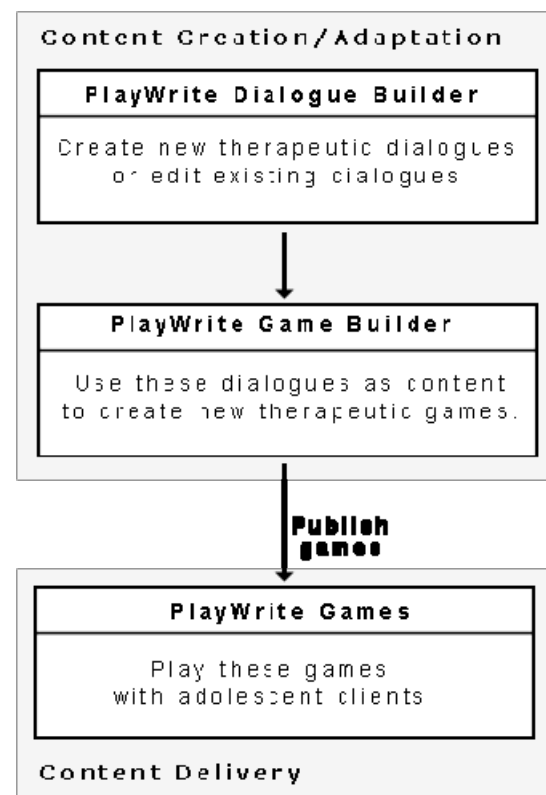 Content Creation/Adaptation
PlayWrite Dialogue Builder
Create new therapeutic dialogues
or edit existing dialogues
PlayWrite Game Builder
Use these dialogues as content
to create new therapeutic games.
Publish
games
PlayWrite Games
Play these games
with adolescent clients
Content Delivery